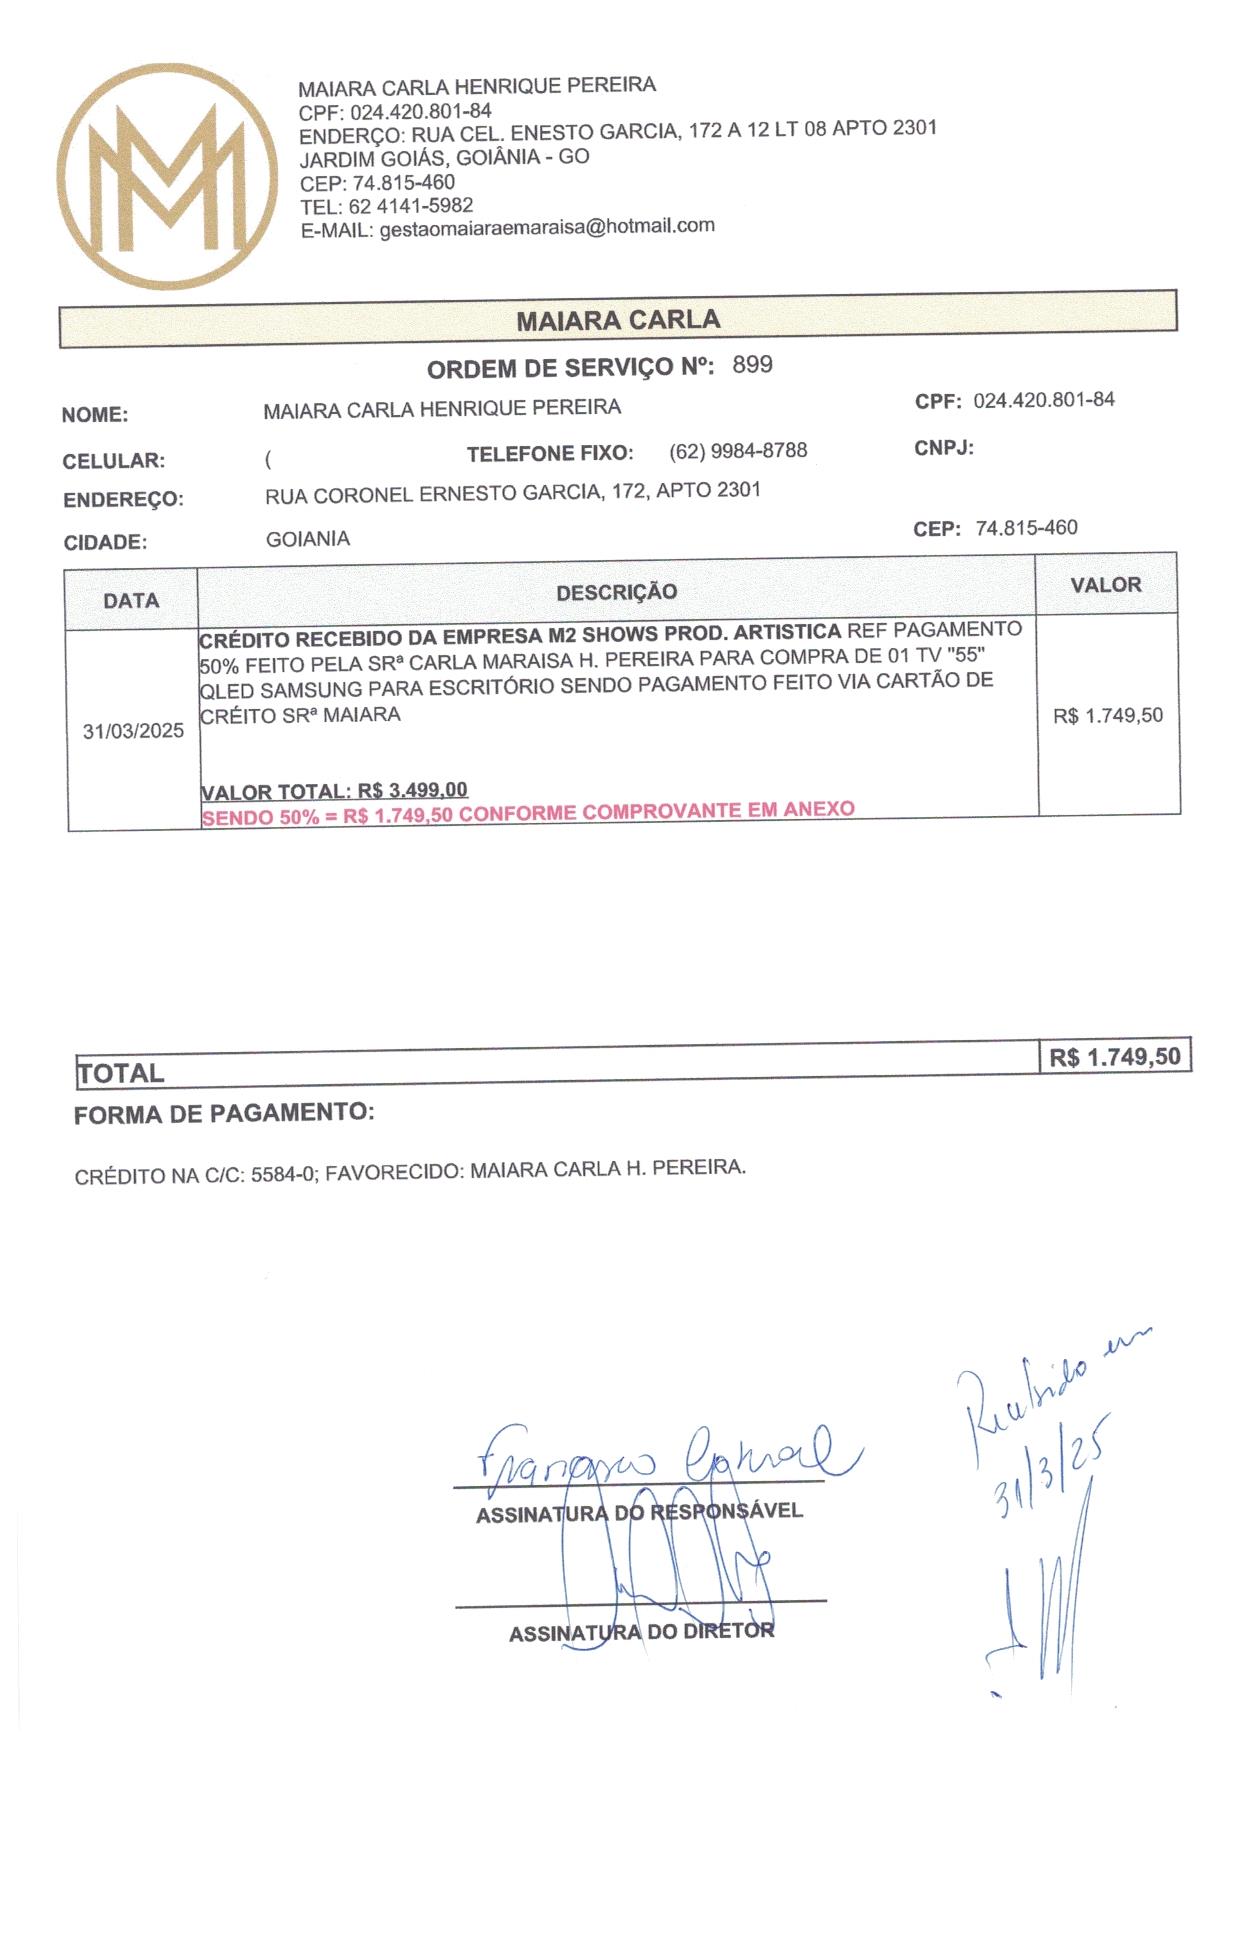 MAIARA CARLA HENRIQUE PEREIRA
CPF: 024.420.801-84
ENDERÇO: RUA CEL. ENESTO GARCIA, 172 A 12 LT 08 APTO 2301
JARDIM GOIÁS, GOIÂNIA - GO
CEP: 74.815-460
TEL: 62 4141-5982
E-MAIL: gestaomaiaraemaraisa@hotmail.com
MAIARA CARLA
ORDEM DE SERVIÇO Nº: 899
NOME: MAIARA CARLA HENRIQUE PEREIRA CPF: 024.420.801-84
CELULAR: ( TELEFONE FIXO: (62) 9984-8788 CNPJ:
ENDEREÇO: RUA CORONEL ERNESTO GARCIA, 172, APTO 2301
CIDADE: GOIANIA CEP: 74.815-460
DATA DESCRIÇÃO VALOR
CRÉDITO RECEBIDO DA EMPRESA M2 SHOWS PROD. ARTISTICA REF PAGAMENTO
50% FEITO PELA SRª CARLA MARAISA H. PEREIRA PARA COMPRA DE 01 TV "55"
QLED SAMSUNG PARA ESCRITÓRIO SENDO PAGAMENTO FEITO VIA CARTÃO DE
CRÉITO SRª MAIARA
31/03/2025 R$ 1.749,50
VALOR TOTAL: R$ 3.499,00
SENDO 50% = R$ 1.749,50 CONFORME COMPROVANTE EM ANEXO
TOTAL R$ 1.749,50
FORMA DE PAGAMENTO:
CRÉDITO NA C/C: 5584-0; FAVORECIDO: MAIARA CARLA H. PEREIRA.
Recebido em
31/3/25
Francisco Cabral
ASSINATURA DO RESPONSÁVEL
ASSINATURA DO DIRETOR